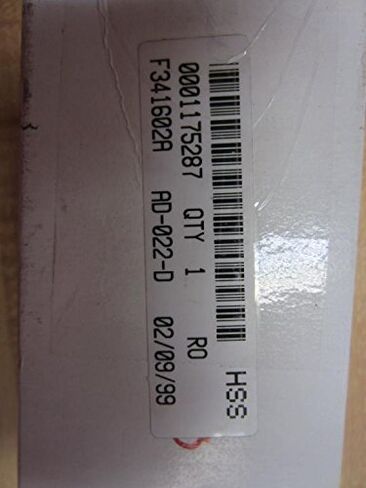 HSS
0001175287 QTY 1 RO
F341602A AD-022-D 02/09/99